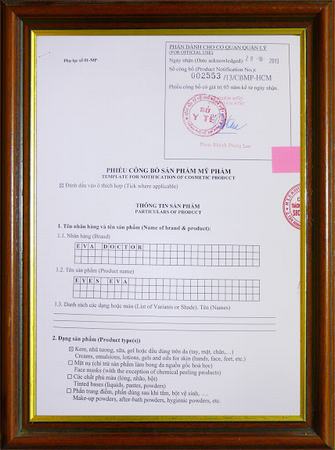 Phụ lục số 01-MP
PHẦN DÀNH CHO CƠ QUAN QUẢN LÝ
(FOR OFFICIAL USE)
Ngày nhận (Date acknowledged)
Số công bố (Product Notification No.):
002553 /13/CBMP-HCM
Phiếu công bố có giá trị 05 năm kể từ ngày nhận.
SỞ
Y TẾ
Phạm Khánh Phong Lan
PHIẾU CÔNG BỐ SẢN PHẨM MỸ PHẨM
TEMPLATE FOR NOTIFICATION OF COSMETIC PRODUCT
☑ Đánh dấu vào ô thích hợp (Tick where applicable)
THÔNG TIN SẢN PHẨM
PARTICULARS OF PRODUCT
1. Tên nhãn hàng và tên sản phẩm (Name of brand & product):
1.1. Nhãn hàng (Brand)
EVA DOCTOR
1.2. Tên sản phẩm (Product name)
EYES EVA
1.3. Danh sách các dạng hoặc màu (List of Variants or Shade). Tên (Names)
2. Dạng sản phẩm (Product type(s))
☑ Kem, nhũ tương, sữa, gel hoặc dầu dùng trên da (tay, mặt, chân,...)
Creams, emulsions, lotions, gels and oils for skin (hands, face, feet, etc.)
☐ Mặt nạ (chỉ trừ sản phẩm làm bong da nguồn gốc hoá học)
Face masks (with the exception of chemical peeling products)
☐ Các chất phủ màu (lỏng, nhão, bột)
Tinted bases (liquids, pastes, powders)
☐ Phấn trang điểm, phấn dùng sau khi tắm, bột vệ sinh, ...
Make-up powders, after-bath powders, hygienic powders, etc.